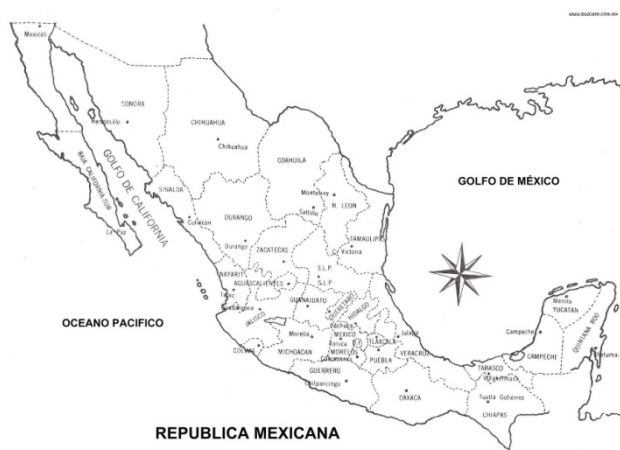 Mexicali
SONORA
Hermosillo
CHIHUAHUA
Chihuahua
COAHUILA
BAJA CALIFORNIA SUR
GOLFO DE CALIFORNIA
La Paz
SINALOA
Culiacan
DURANGO
Durango
Monterrey
N. LEON
Saltillo
TAMAULIPAS
Cd Victoria
GOLFO DE MÉXICO
ZACATECAS
S.L.P.
S.L.P.
NAYARIT
Tepic
AGUASCALIENTES
GUANAJUATO
QUERETARO
HIDALGO
Pachuca
JALISCO
OCEANO PACIFICO
COLIMA
Morelia
MICHOACAN
MEXICO
Toluca
D.F.
TLAXCALA
MORELOS
PUEBLA
Jalapa
VERACRUZ
GUERRERO
OAXACA
TABASCO
Tuxtla Gutierrez
CHIAPAS
Campeche
CAMPECHE
Merida
YUCATAN
QUINTANA ROO
REPUBLICA MEXICANA